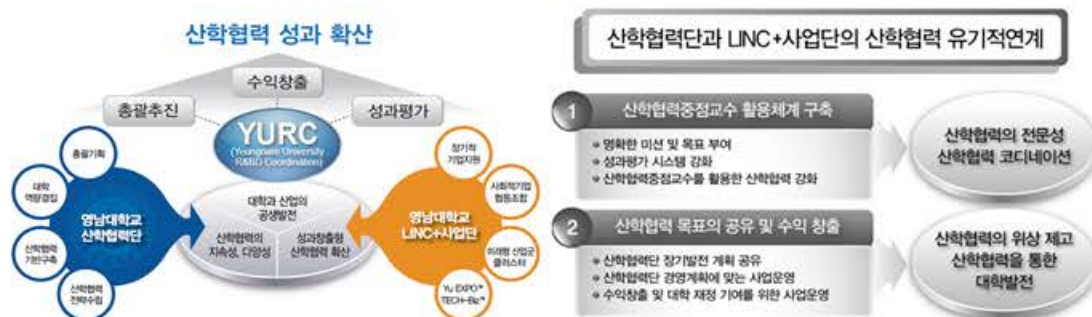 산학협력 성과 확산
수익창출
총괄추진
성과평가
YURC
(Yeungnam University
R&BD Coordination)
총괄기획
대학
역량결집
산학협력
기반구축
산학협력
전략수립
영남대학교
산학협력단
대학과 산업의
공생발전
산학협력의
지속성, 다양성
성과창출형
산학협력 확산
영남대학교
LINC+사업단
장기적
기업지원
사회적기업
협동조합
미래형 산업군
클러스터
Yu EXPO™
TECH-Biz™
산학협력단과 LINC+사업단의 산학협력 유기적연계
1 산학협력중점교수 활용체계 구축
명확한 미션 및 목표 부여
성과평가 시스템 강화
산학협력중점교수를 활용한 산학협력 강화
산학협력의 전문성
산학협력 코디네이션
2 산학협력 목표의 공유 및 수익 창출
산학협력단 장기발전 계획 공유
산학협력단 경영계획에 맞는 사업운영
수익창출 및 대학 재정 기여를 위한 사업운영
산학협력의 위상 제고
산학협력을 통한
대학발전